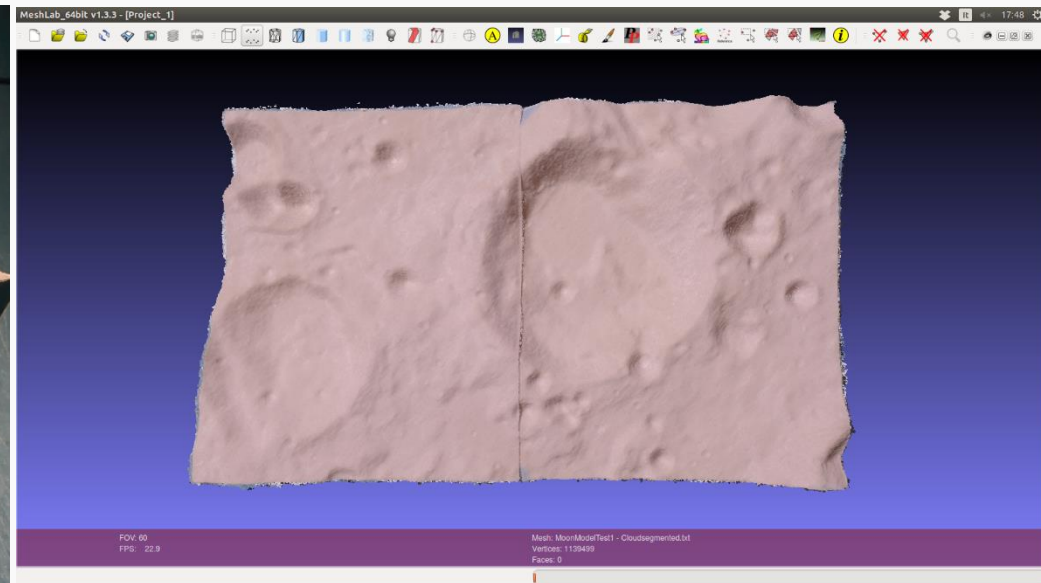 MeshLab_64bit v1.3.3 - [Project_1]
It
17:48
A
i
FOV: 60
FPS: 22.9
Mesh: MoonModelTest1 - Cloudsegmented.txt
Vertices: 1139499
Faces: 0